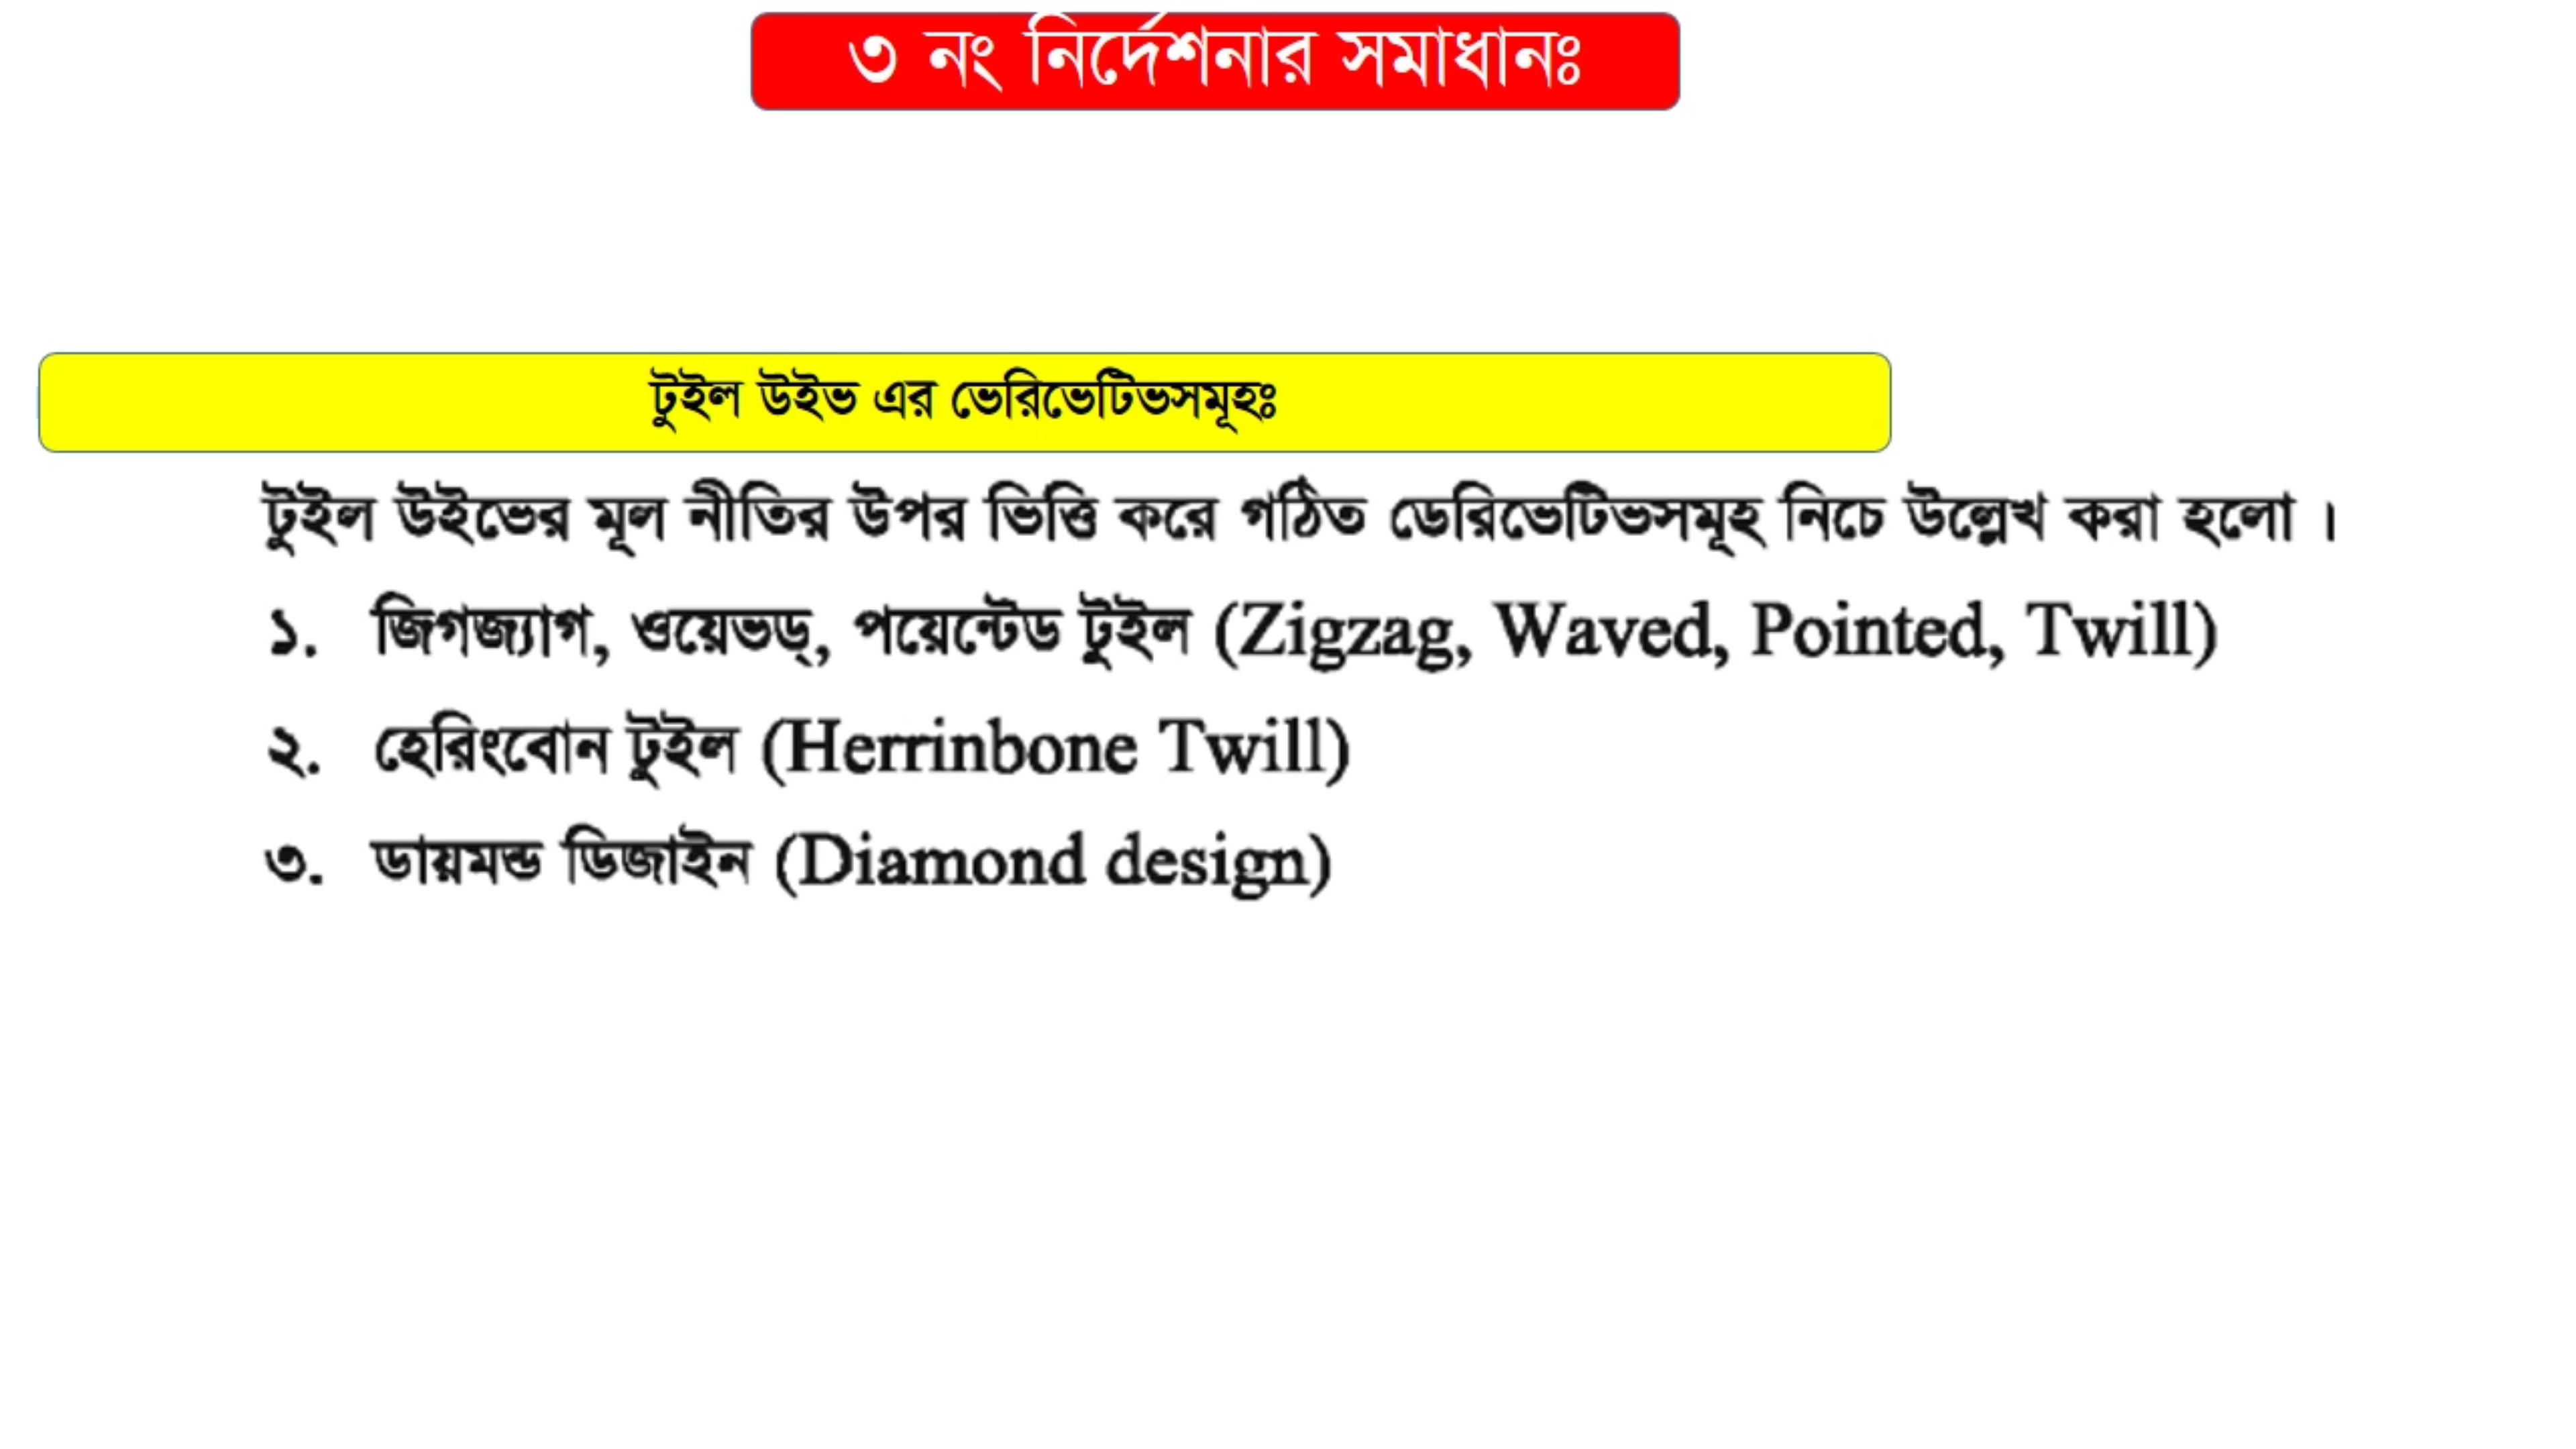 ৩ নং নির্দেশনার সমাধানঃ
টুইল উইভ এর ভেরিভেটিভসমূহঃ
টুইল উইভের মূল নীতির উপর ভিত্তি করে গঠিত ডেরিভেটিভসমূহ নিচে উল্লেখ করা হলো ।
১. জিগজ্যাগ, ওয়েভড্, পয়েন্টেড টুইল (Zigzag, Waved, Pointed, Twill)
২. হেরিংবোন টুইল (Herrinbone Twill)
৩. ডায়মন্ড ডিজাইন (Diamond design)